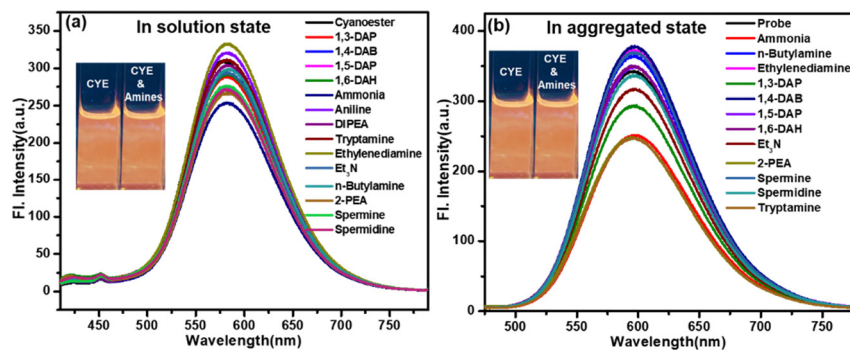 (a)
In solution state
CYE
CYE
&
Amines
Cyanoester
1,3-DAP
1,4-DAB
1,5-DAP
1,6-DAH
Ammonia
Aniline
DIPEA
Tryptamine
Ethylenediamine
Et3N
n-Butylamine
2-PEA
Spermine
Spermidine
Fl. Intensity(a.u.)
350
300
250
200
150
100
50
0
450
500
550
600
650
700
750
Wavelength(nm)
(b)
In aggregated state
CYE
CYE
&
Amines
Probe
Ammonia
n-Butylamine
Ethylenediamine
1,3-DAP
1,4-DAB
1,5-DAP
1,6-DAH
Et3N
2-PEA
Spermine
Spermidine
Tryptamine
Fl. Intensity(a.u.)
400
300
200
100
0
500
550
600
650
700
750
Wavelength(nm)